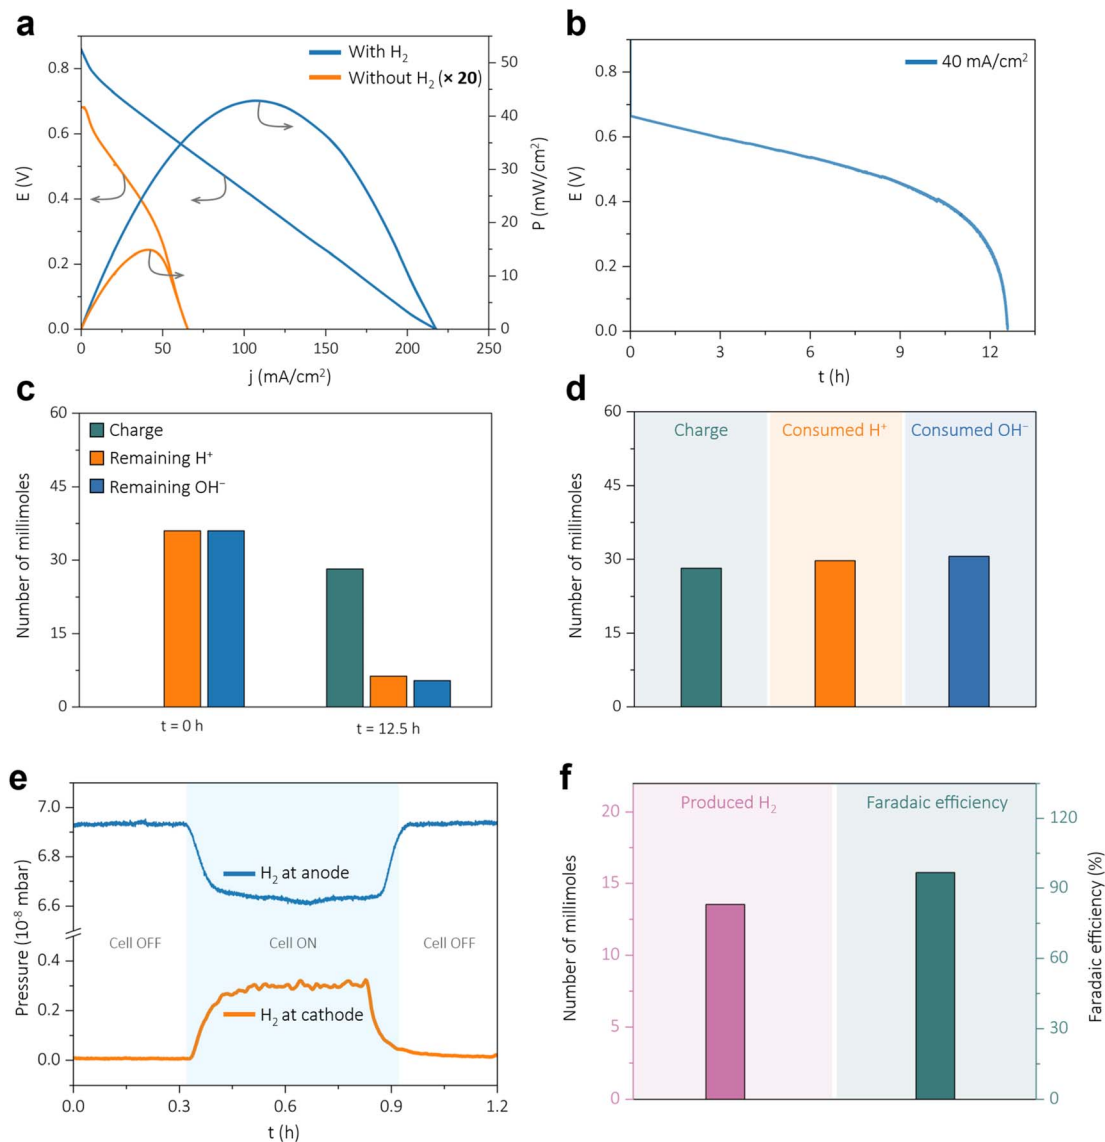 a
With H₂
Without H₂ (× 20)
0.8
0.6
0.4
0.2
0.0
E (V)
50
40
30
20
10
0
P (mW/cm²)
0
50
100
150
200
250
j (mA/cm²)
b
40 mA/cm²
0.8
0.6
0.4
0.2
0.0
E (V)
0
3
6
9
12
t (h)
c
Charge
Remaining H⁺
Remaining OH⁻
60
45
30
15
0
Number of millimoles
t = 0 h
t = 12.5 h
d
Charge
Consumed H⁺
Consumed OH⁻
60
45
30
15
0
Number of millimoles
e
7.0
6.8
6.6
0.4
0.2
0.0
Pressure (10⁻⁸ mbar)
H₂ at anode
Cell OFF
Cell ON
Cell OFF
H₂ at cathode
0.0
0.3
0.6
0.9
1.2
t (h)
f
Produced H₂
Faradaic efficiency
20
15
10
5
0
Number of millimoles
120
90
60
30
0
Faradaic efficiency (%)